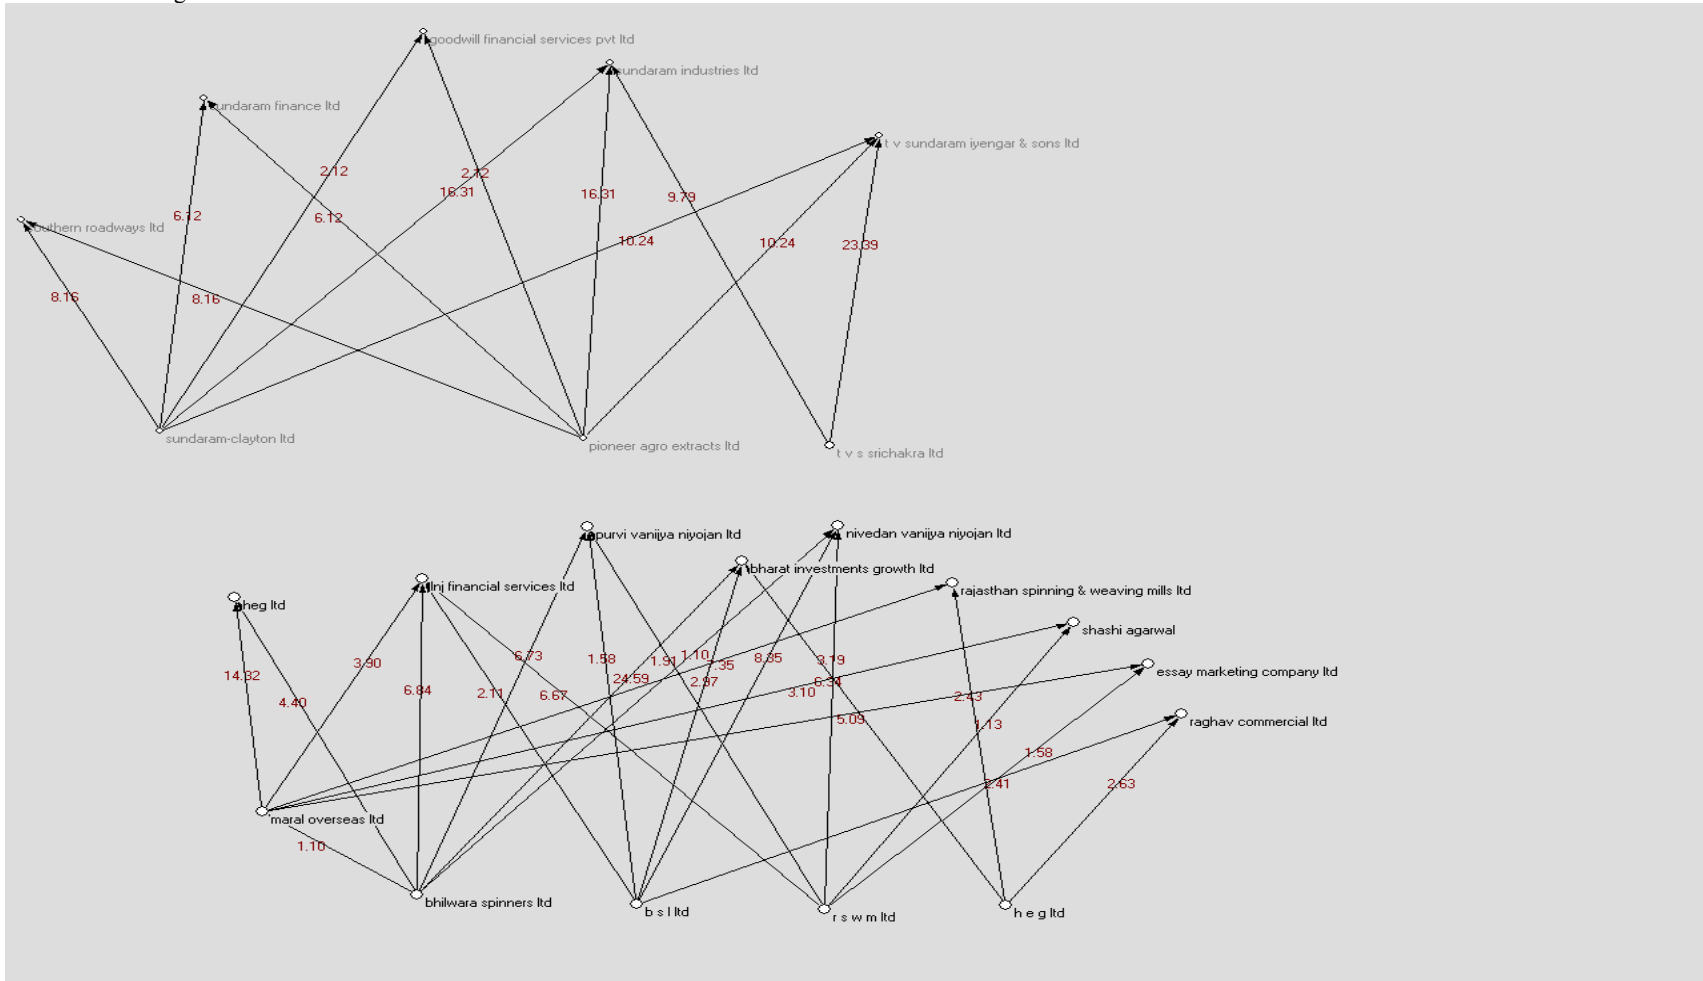 goodwill financial services pvt ltd
sundaram industries ltd
sundaram finance ltd
t v sundaram iyengar & sons ltd
2.12
2.12
16.31
16.31
9.79
6.12
6.12
southern roadways ltd
10.24
10.24
23.39
8.16
8.16
sundaram-clayton ltd
pioneer agro extracts ltd
t v s srichakra ltd
purvi vanijya niyojan ltd
nivedan vanijya niyojan ltd
bharat investments growth ltd
lnj financial services ltd
rajasthan spinning & weaving mills ltd
heg ltd
shashi agarwal
3.90
6.73
1.58
1.91
1.10
7.35
8.35
3.19
essay marketing company ltd
14.32
24.59
2.97
6.34
6.84
2.11
6.67
3.10
2.43
4.40
5.09
1.13
raghav commercial ltd
1.58
2.41
2.63
maral overseas ltd
1.10
bhilwara spinners ltd
b s l ltd
r s w m ltd
h e g ltd